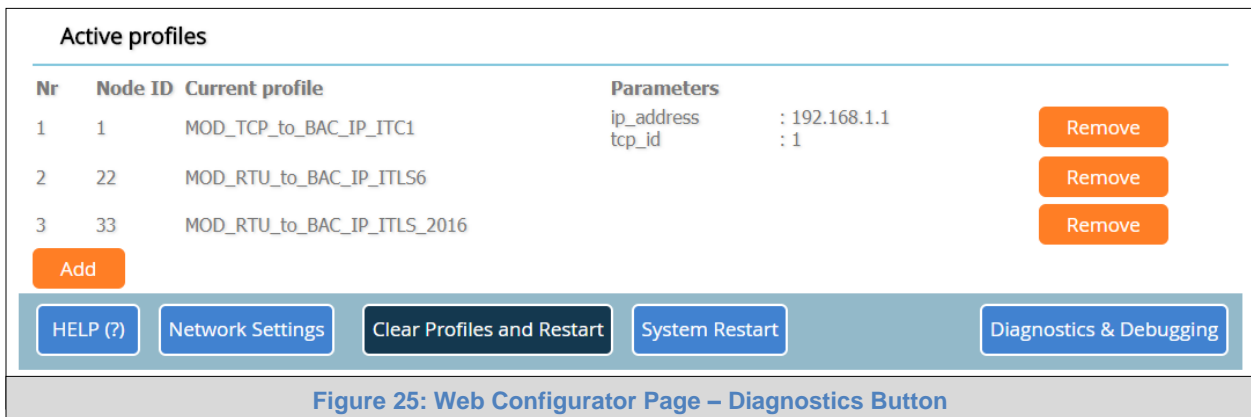 Active profiles
Nr Node ID Current profile Parameters
1 1 MOD_TCP_to_BAC_IP_ITC1 ip_address : 192.168.1.1 Remove
tcp_id : 1
2 22 MOD_RTU_to_BAC_IP_ITLS6 Remove
3 33 MOD_RTU_to_BAC_IP_ITLS_2016 Remove
Add
HELP (?) Network Settings Clear Profiles and Restart System Restart Diagnostics & Debugging
Figure 25: Web Configurator Page – Diagnostics Button